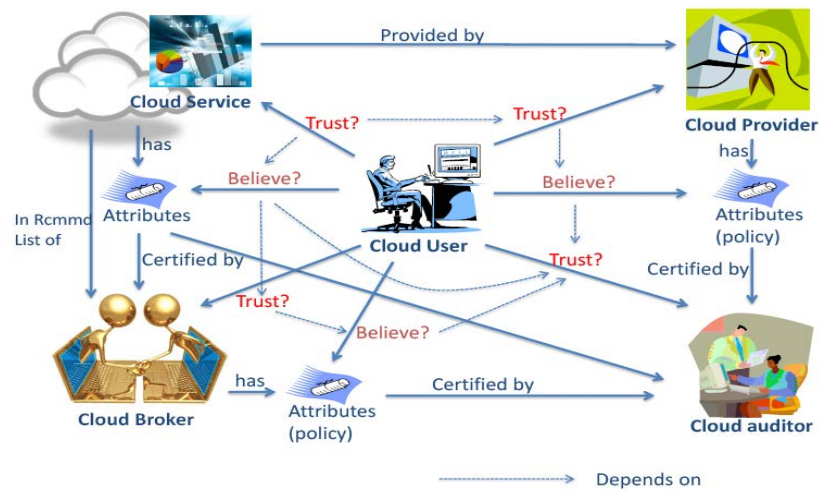 Provided by
Cloud Service
Cloud Provider
Trust?
Trust?
has
has
Believe?
Believe?
In Rcmmd
List of
Attributes
Cloud User
Attributes
(policy)
Certified by
Trust?
Certified by
Trust?
Believe?
has
Certified by
Cloud Broker
Attributes
(policy)
Cloud auditor
Depends on